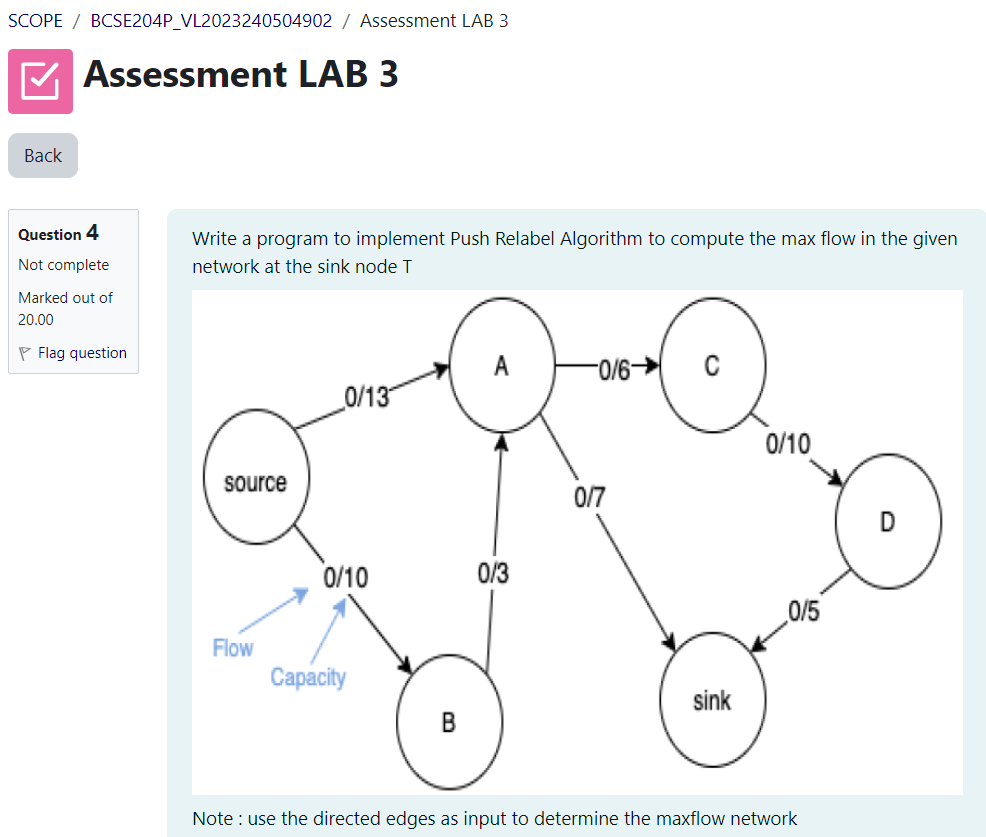 SCOPE / BCSE204P_VL2023240504902 / Assessment LAB 3
Assessment LAB 3
Back
Question 4
Not complete
Marked out of
20.00
Flag question
Write a program to implement Push Relabel Algorithm to compute the max flow in the given
network at the sink node T
A
0/6
C
0/13
0/10
source
0/7
D
0/10
0/3
0/5
Flow
Capacity
sink
B
Note : use the directed edges as input to determine the maxflow network